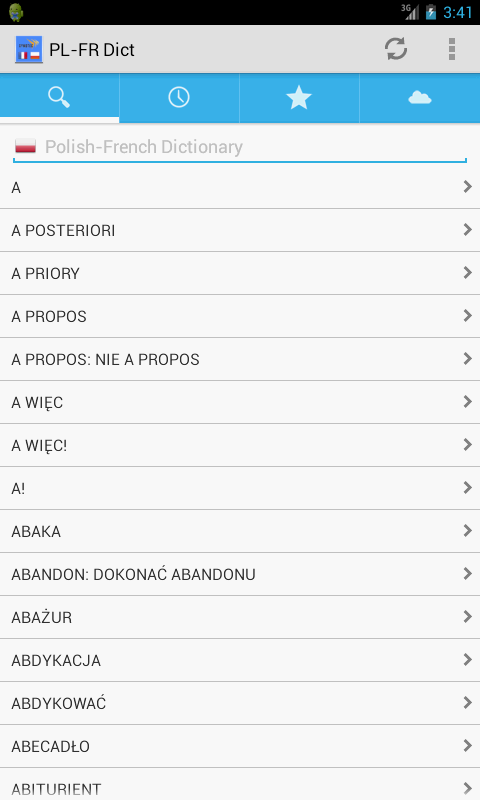 3G 3:41
PL-FR Dict
Polish-French Dictionary
A
A POSTERIORI
A PRIORY
A PROPOS
A PROPOS: NIE A PROPOS
A WIĘC
A WIĘC!
A!
ABAKA
ABANDON: DOKONAĆ ABANDONU
ABAŻUR
ABDYKACJA
ABDYKOWAĆ
ABECADŁO
ABITURIENT